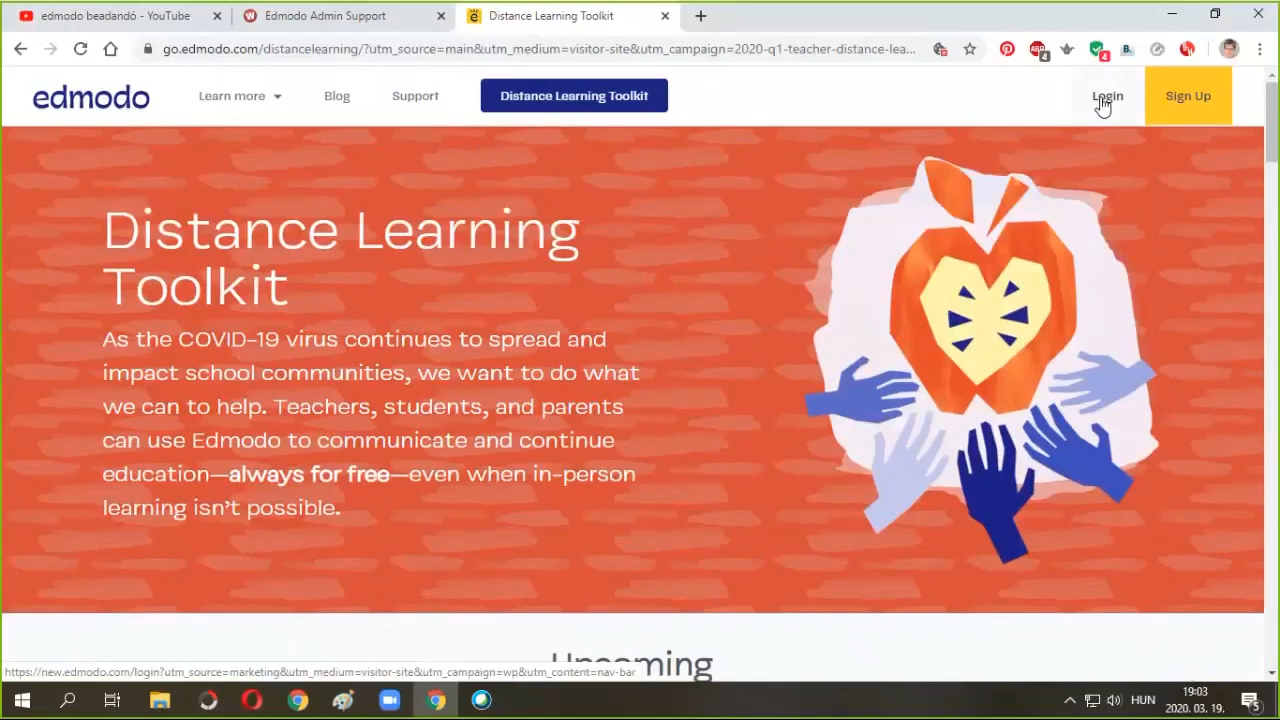 edmodo beadandó - YouTube
Edmodo Admin Support
Distance Learning Toolkit
go.edmodo.com/distancelearning/?utm_source=main&utm_medium=visitor-site&utm_campaign=2020-q1-teacher-distance-lea...
ABP
4
4
B.
edmodo
Learn more
Blog
Support
Distance Learning Toolkit
Login
Sign Up
Distance Learning
Toolkit
As the COVID-19 virus continues to spread and
impact school communities, we want to do what
we can to help. Teachers, students, and parents
can use Edmodo to communicate and continue
education—always for free—even when in-person
learning isn't possible.
Upcoming
https://new.edmodo.com/login?utm_source=marketing&utm_medium=visitor-site&utm_campaign=wp&utm_content=nav-bar
HUN
19:03
2020. 03. 19.
5